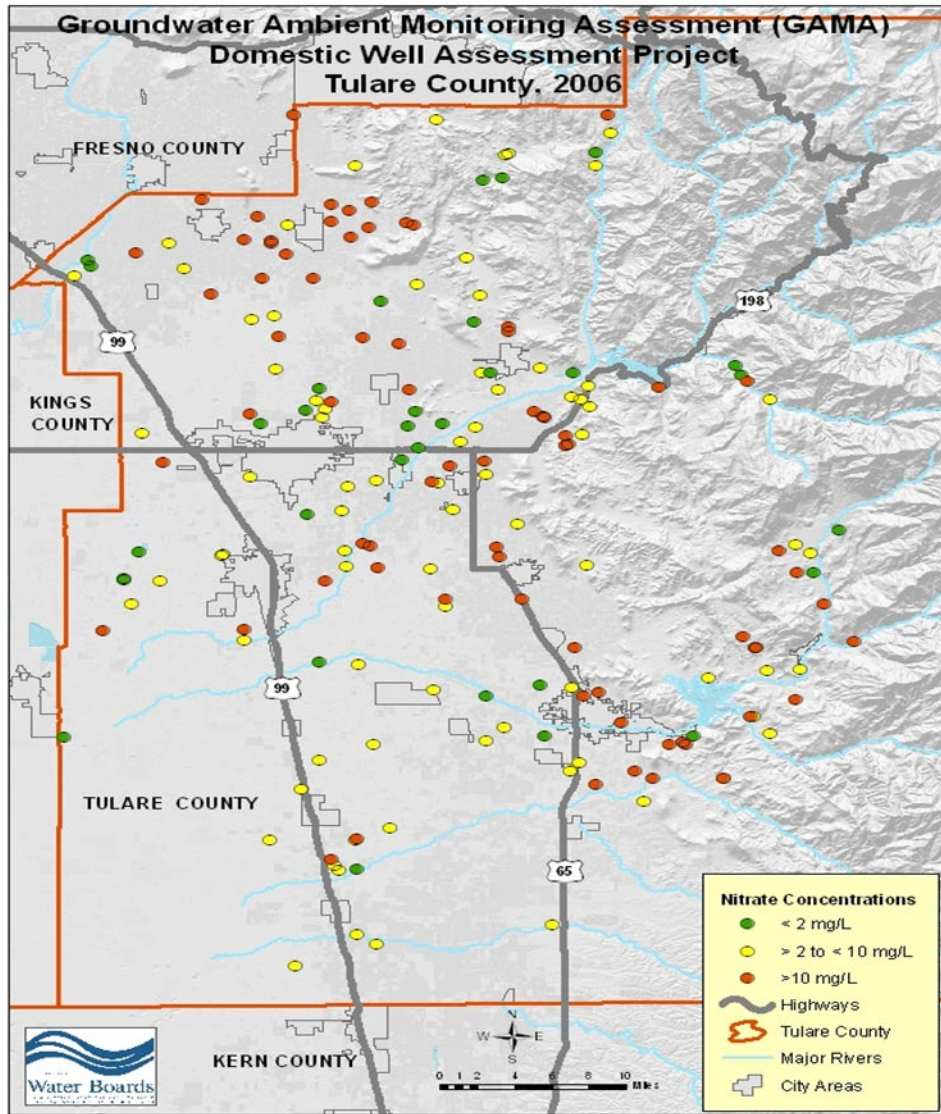 Groundwater Ambient Monitoring Assessment (GAMA)
Domestic Well Assessment Project
Tulare County, 2006
FRESNO COUNTY
198
99
KINGS
COUNTY
99
TULARE COUNTY
65
Nitrate Concentrations
< 2 mg/L
> 2 to < 10 mg/L
>10 mg/L
Highways
Tulare County
Major Rivers
City Areas
N
W E
S
KERN COUNTY
0 1 2 4 6 8 10
Miles
Water Boards